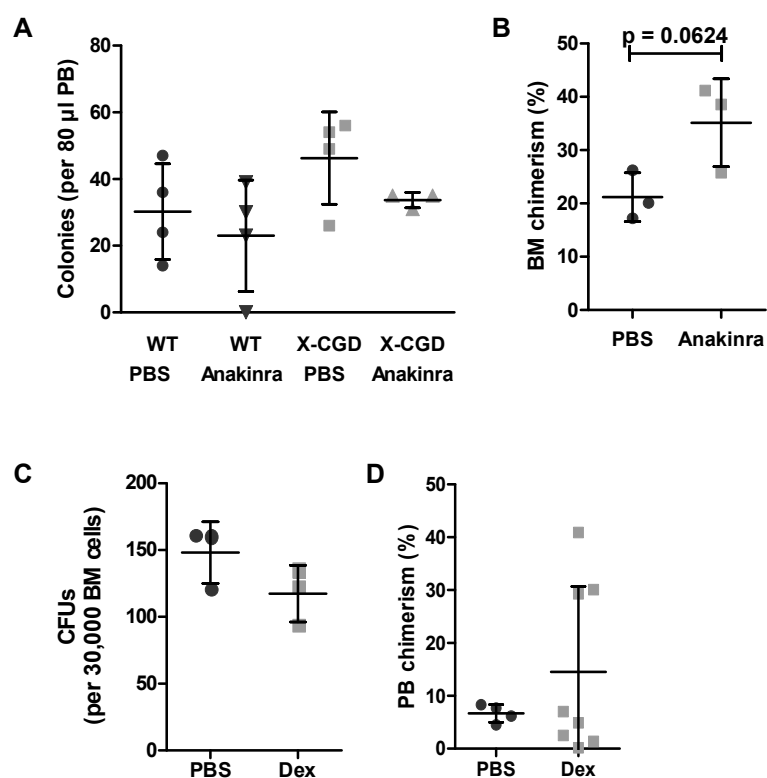 A
Colonies (per 80 µl PB)
80
60
40
20
0
WT WT X-CGD X-CGD
PBS Anakinra PBS Anakinra
B
p = 0.0624
BM chimerism (%)
50
40
30
20
10
0
PBS Anakinra
C
CFUs
(per 30,000 BM cells)
200
150
100
50
0
PBS Dex
D
PB chimerism (%)
50
40
30
20
10
0
PBS Dex